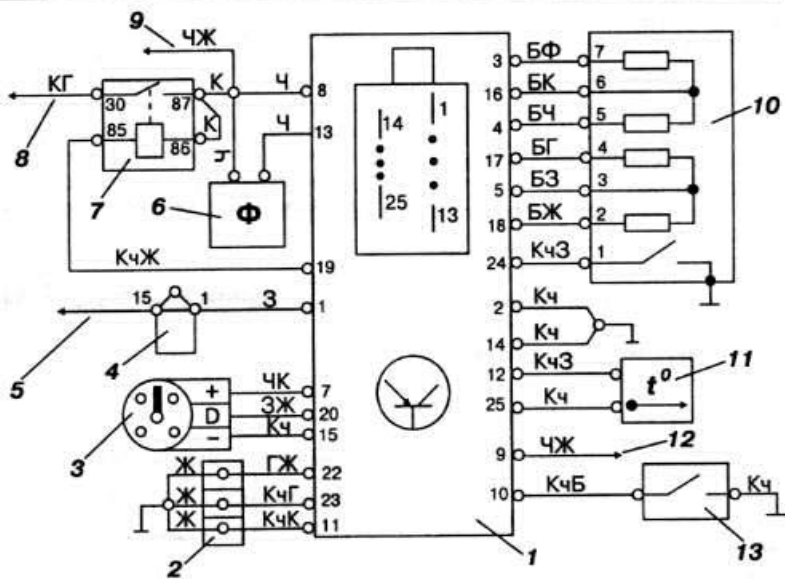 9
ЧЖ
КГ
30
87
К
Ч
8
85
86
К
Ч
13
8
7
Ч
6
Ф
КчЖ
19
15
1
З
1
5
4
+
ЧК
7
D
ЗЖ
20
–
Кч
15
3
Ж
ГЖ
22
Ж
КчГ
23
Ж
КчК
11
2
14
25
1
13
3
БФ
7
16
БК
6
4
БЧ
5
17
БГ
4
5
БЗ
3
18
БЖ
2
24
КчЗ
1
10
2
Кч
14
Кч
12
КчЗ
t°
11
25
Кч
9
ЧЖ
12
10
КчБ
Кч
1
13